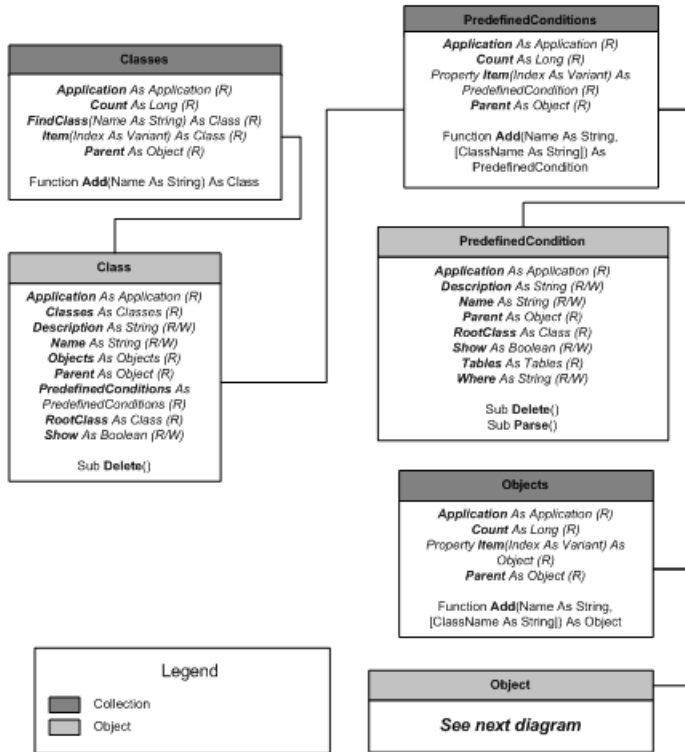 Classes
Application As Application (R)
Count As Long (R)
FindClass(Name As String) As Class (R)
Item(Index As Variant) As Class (R)
Parent As Object (R)
Function Add(Name As String) As Class
PredefinedConditions
Application As Application (R)
Count As Long (R)
Property Item(Index As Variant) As
PredefinedCondition (R)
Parent As Object (R)
Function Add(Name As String,
[ClassName As String]) As
PredefinedCondition
Class
Application As Application (R)
Classes As Classes (R)
Description As String (R/W)
Name As String (R/W)
Objects As Objects (R)
Parent As Object (R)
PredefinedConditions As
PredefinedConditions (R)
RootClass As Class (R)
Show As Boolean (R/W)
Sub Delete()
PredefinedCondition
Application As Application (R)
Description As String (R/W)
Name As String (R/W)
Parent As Object (R)
RootClass As Class (R)
Show As Boolean (R/W)
Tables As Tables (R)
Where As String (R/W)
Sub Delete()
Sub Parse()
Objects
Application As Application (R)
Count As Long (R)
Property Item(Index As Variant) As
Object (R)
Parent As Object (R)
Function Add(Name As String,
[ClassName As String]) As Object
Legend
Collection
Object
Object
See next diagram